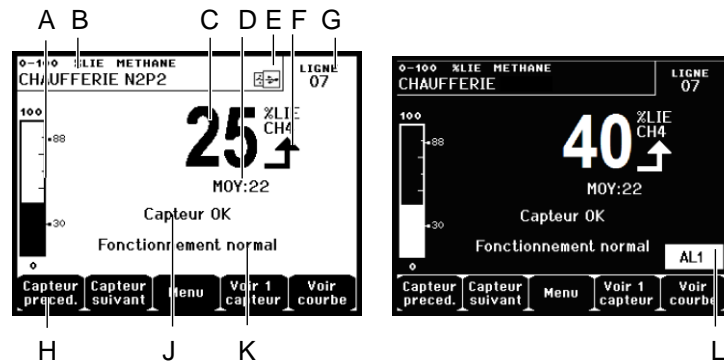 A B C D E F G
0-100 %LIE METHANE
CHAUFFERIE N2P2
LIGNE
07
100
88
30
0
25
%LIE
CH4
MOY:22
Capteur OK
Fonctionnement normal
Capteur preced.
Capteur suivant
Menu
Voir 1 capteur
Voir courbe
H J K
0-100 %LIE METHANE
CHAUFFERIE
LIGNE
07
100
88
30
0
40
%LIE
CH4
MOY:22
Capteur OK
Fonctionnement normal
AL1
Capteur preced.
Capteur suivant
Menu
Voir 1 capteur
Voir courbe
L